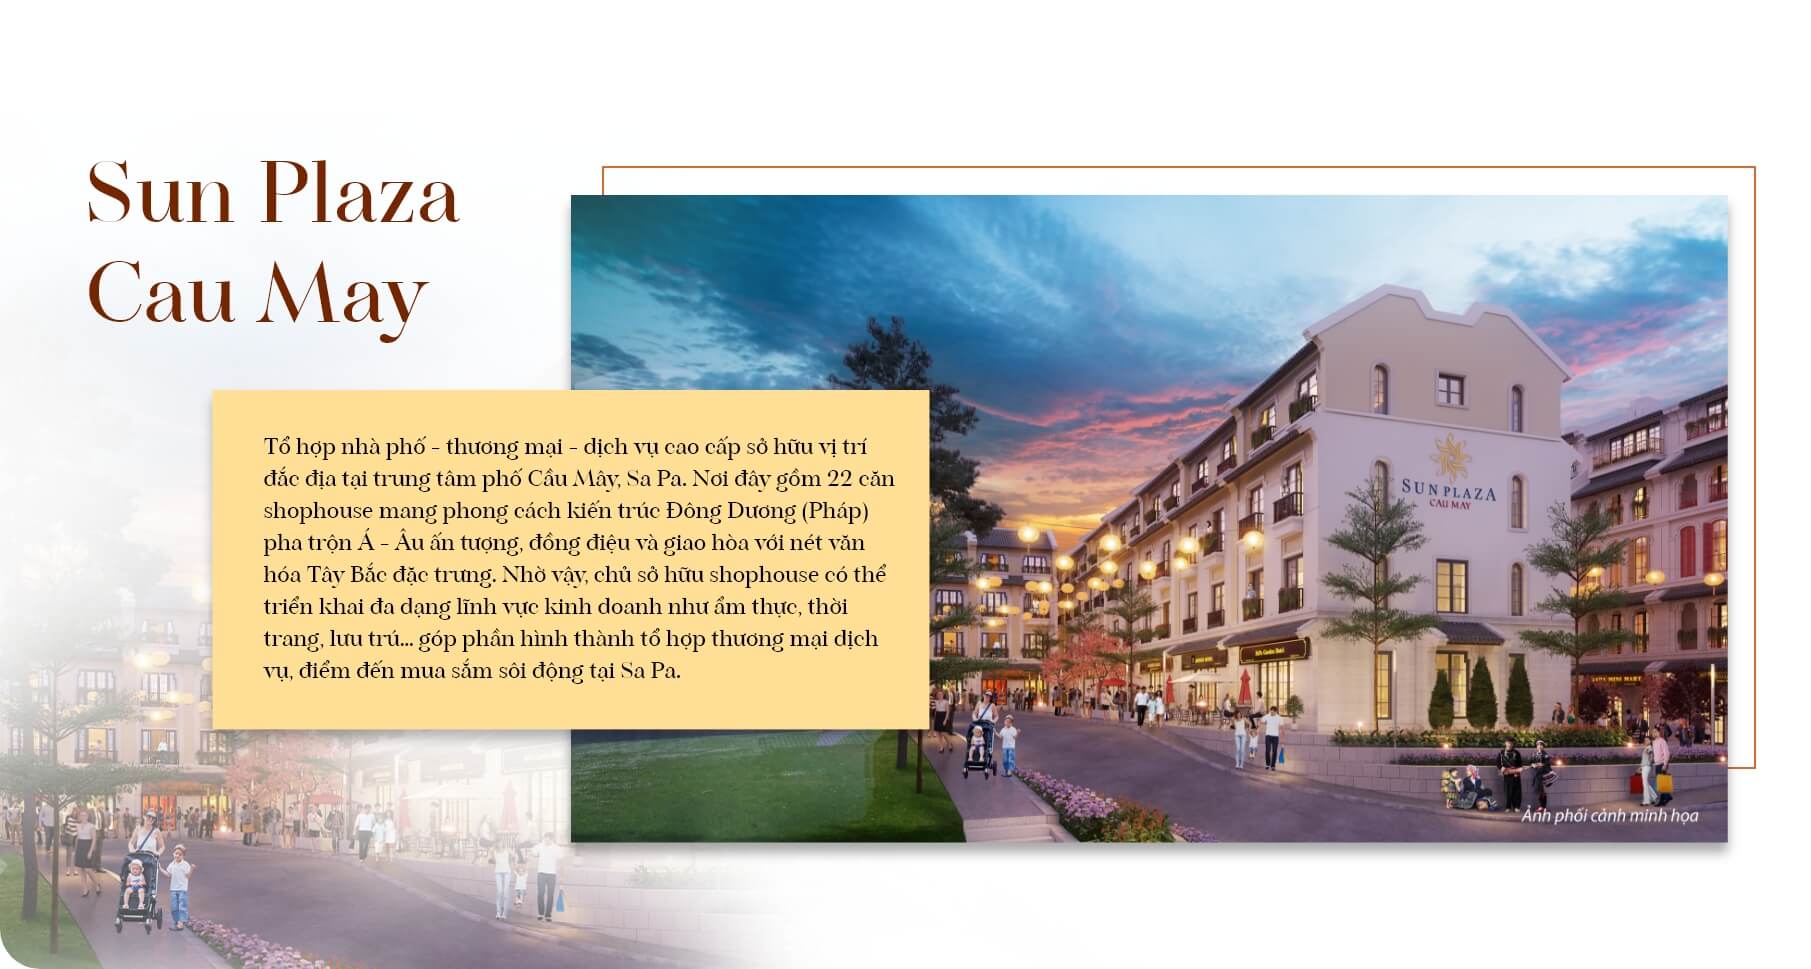 Sun Plaza
Cau May
Tổ hợp nhà phố - thương mại - dịch vụ cao cấp sở hữu vị trí
đắc địa tại trung tâm phố Cầu Mây, Sa Pa. Nơi đây gồm 22 căn
shophouse mang phong cách kiến trúc Đông Dương (Pháp)
pha trộn Á - Âu ấn tượng, đồng điệu và giao hòa với nét văn
hóa Tây Bắc đặc trưng. Nhờ vậy, chủ sở hữu shophouse có thể
triển khai đa dạng lĩnh vực kinh doanh như ẩm thực, thời
trang, lưu trú... góp phần hình thành tổ hợp thương mại dịch
vụ, điểm đến mua sắm sôi động tại Sa Pa.
SUN PLAZA
CAU MAY
MINI MART
Ảnh phối cảnh minh họa